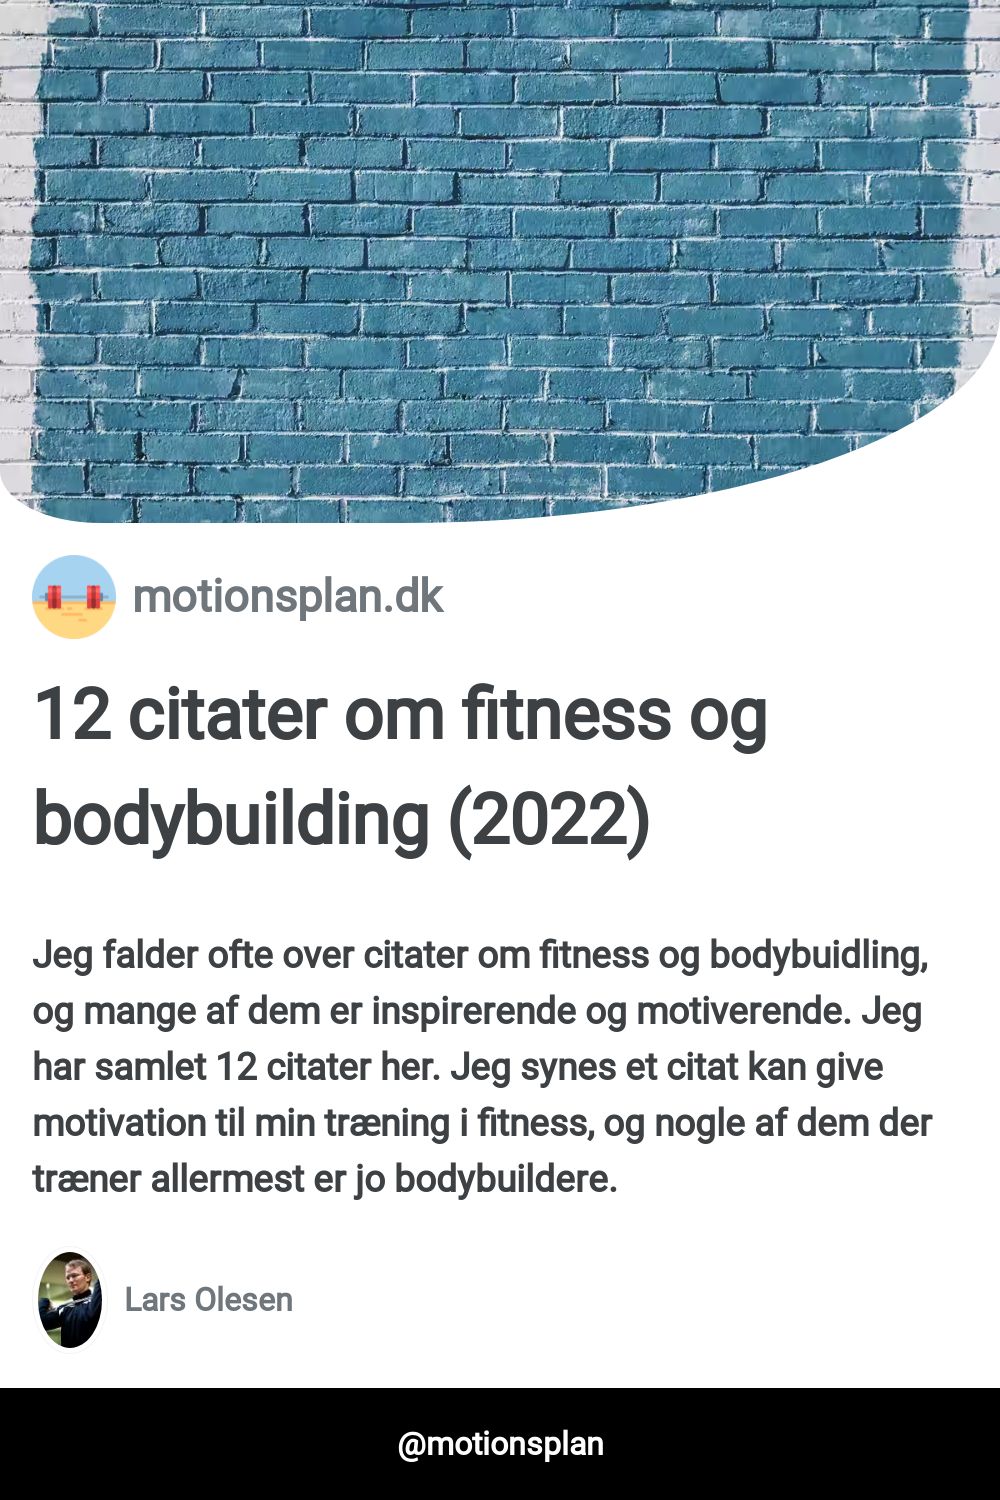 motionsplan.dk
12 citater om fitness og
bodybuilding (2022)
Jeg falder ofte over citater om fitness og bodybuidling,
og mange af dem er inspirerende og motiverende. Jeg
har samlet 12 citater her. Jeg synes et citat kan give
motivation til min træning i fitness, og nogle af dem der
træner allermest er jo bodybuildere.
Lars Olesen
@motionsplan